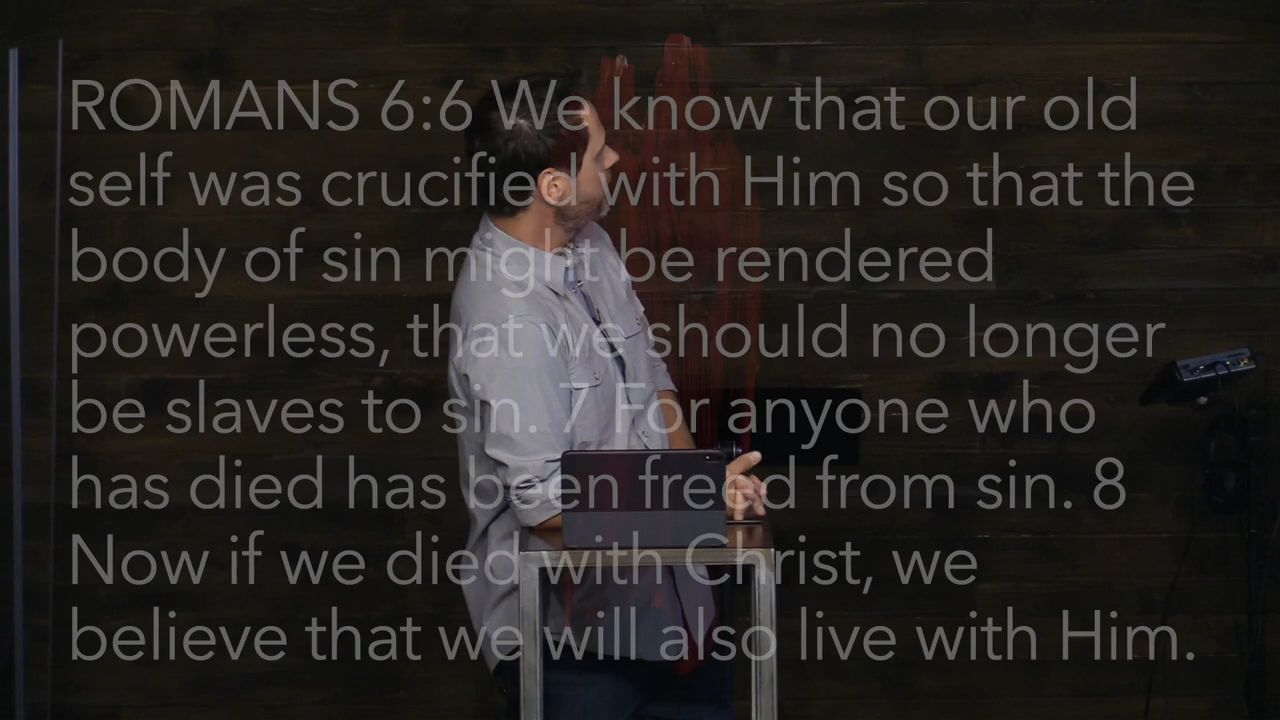 ROMANS 6:6 We know that our old
self was crucified with Him so that the
body of sin might be rendered
powerless, that we should no longer
be slaves to sin. 7 For anyone who
has died has been freed from sin. 8
Now if we died with Christ, we
believe that we will also live with Him.